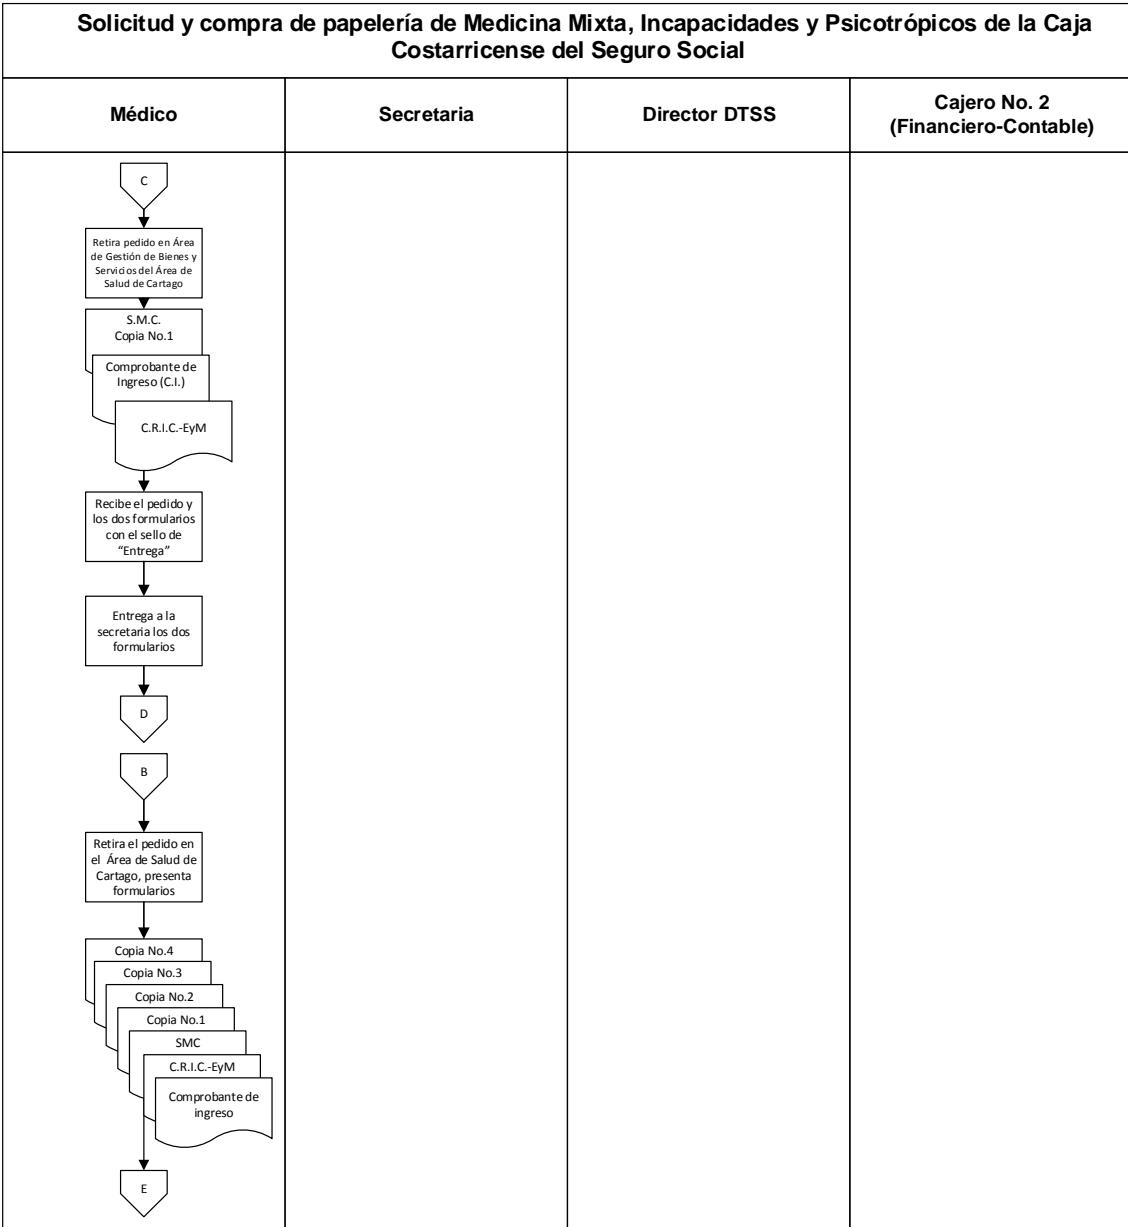 Solicitud y compra de papelería de Medicina Mixta, Incapacidades y Psicotrópicos de la Caja
Costarricense del Seguro Social
Médico
Secretaria
Director DTSS
Cajero No. 2
(Financiero-Contable)
C
Retira pedido en Área
de Gestión de Bienes y
Servicios del Área de
Salud de Cartago
S.M.C.
Copia No.1
Comprobante de
Ingreso (C.I.)
C.R.I.C.-EyM
Recibe el pedido y
los dos formularios
con el sello de
“Entrega”
Entrega a la
secretaria los dos
formularios
D
B
Retira el pedido en
el Área de Salud de
Cartago, presenta
formularios
Copia No.4
Copia No.3
Copia No.2
Copia No.1
SMC
C.R.I.C.-EyM
Comprobante de
ingreso
E